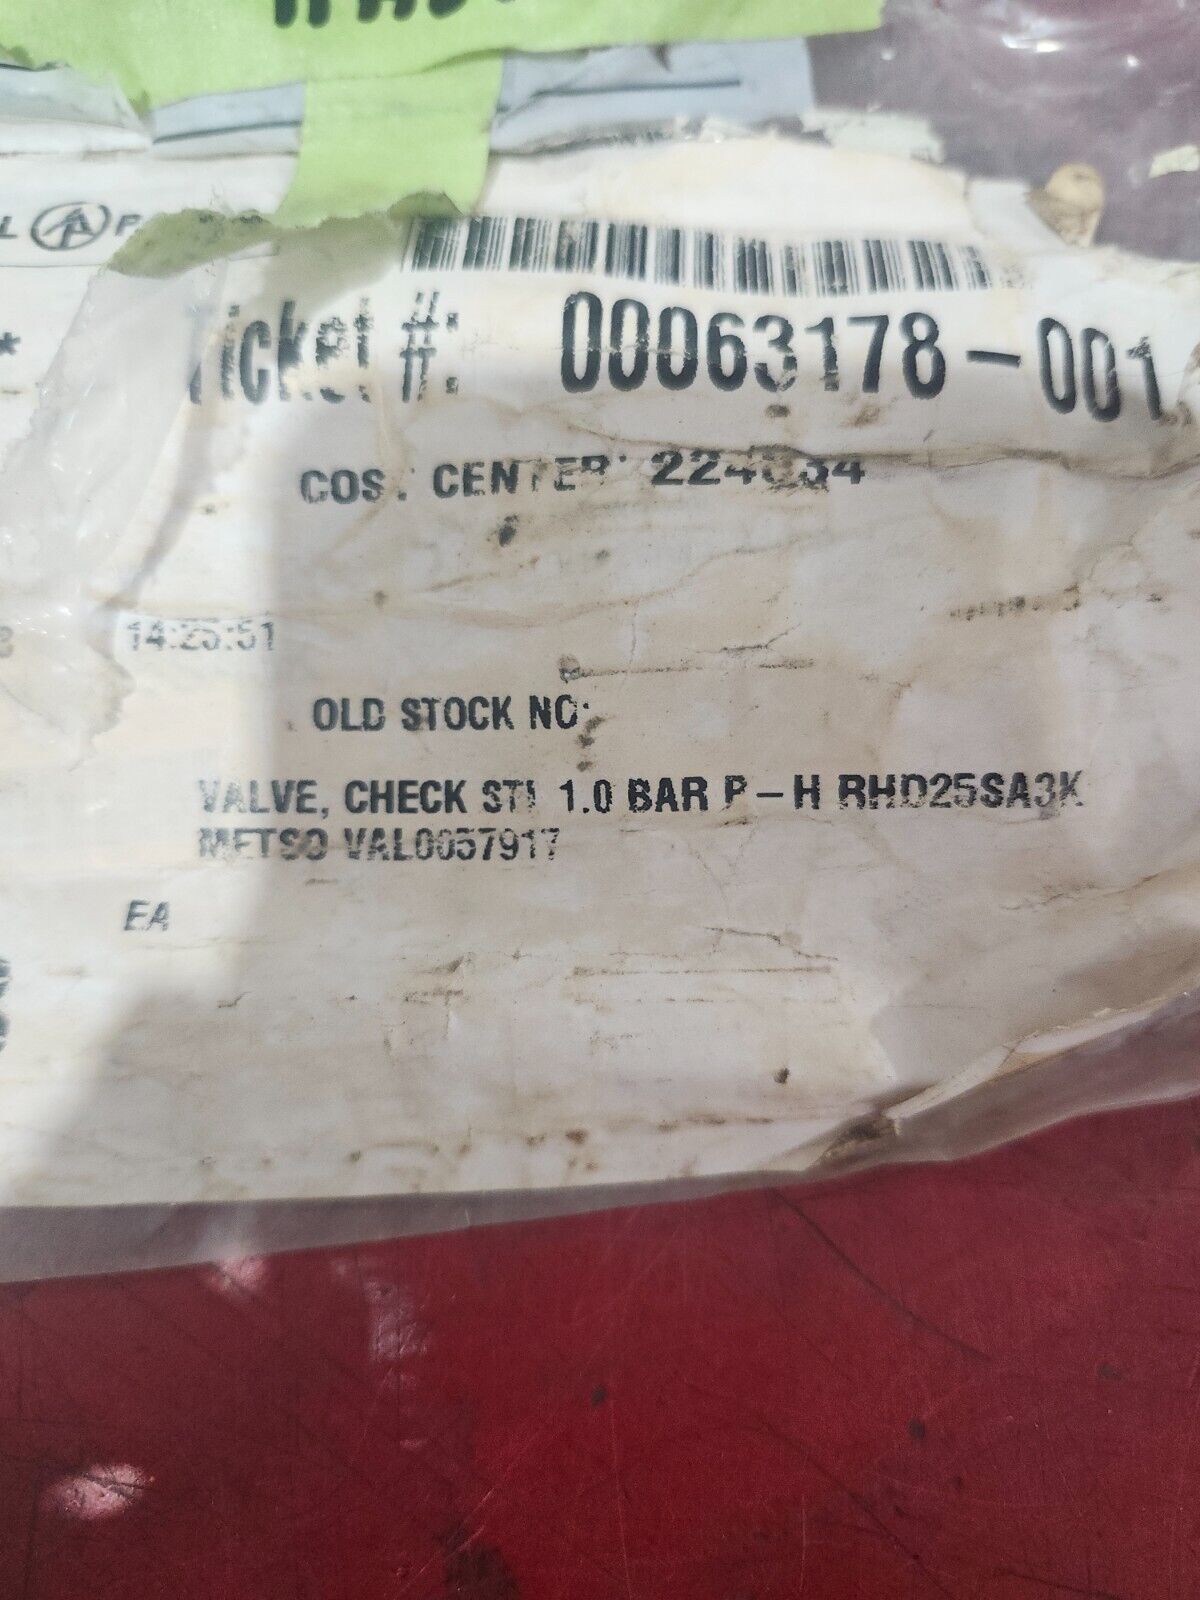 Ticket #: 00063178-001
COST CENTER:
14:25:51
OLD STOCK NO:
VALVE, CHECK STL 1.0 BAR P-H RHD25SA3K
METSO VAL0057917
EA